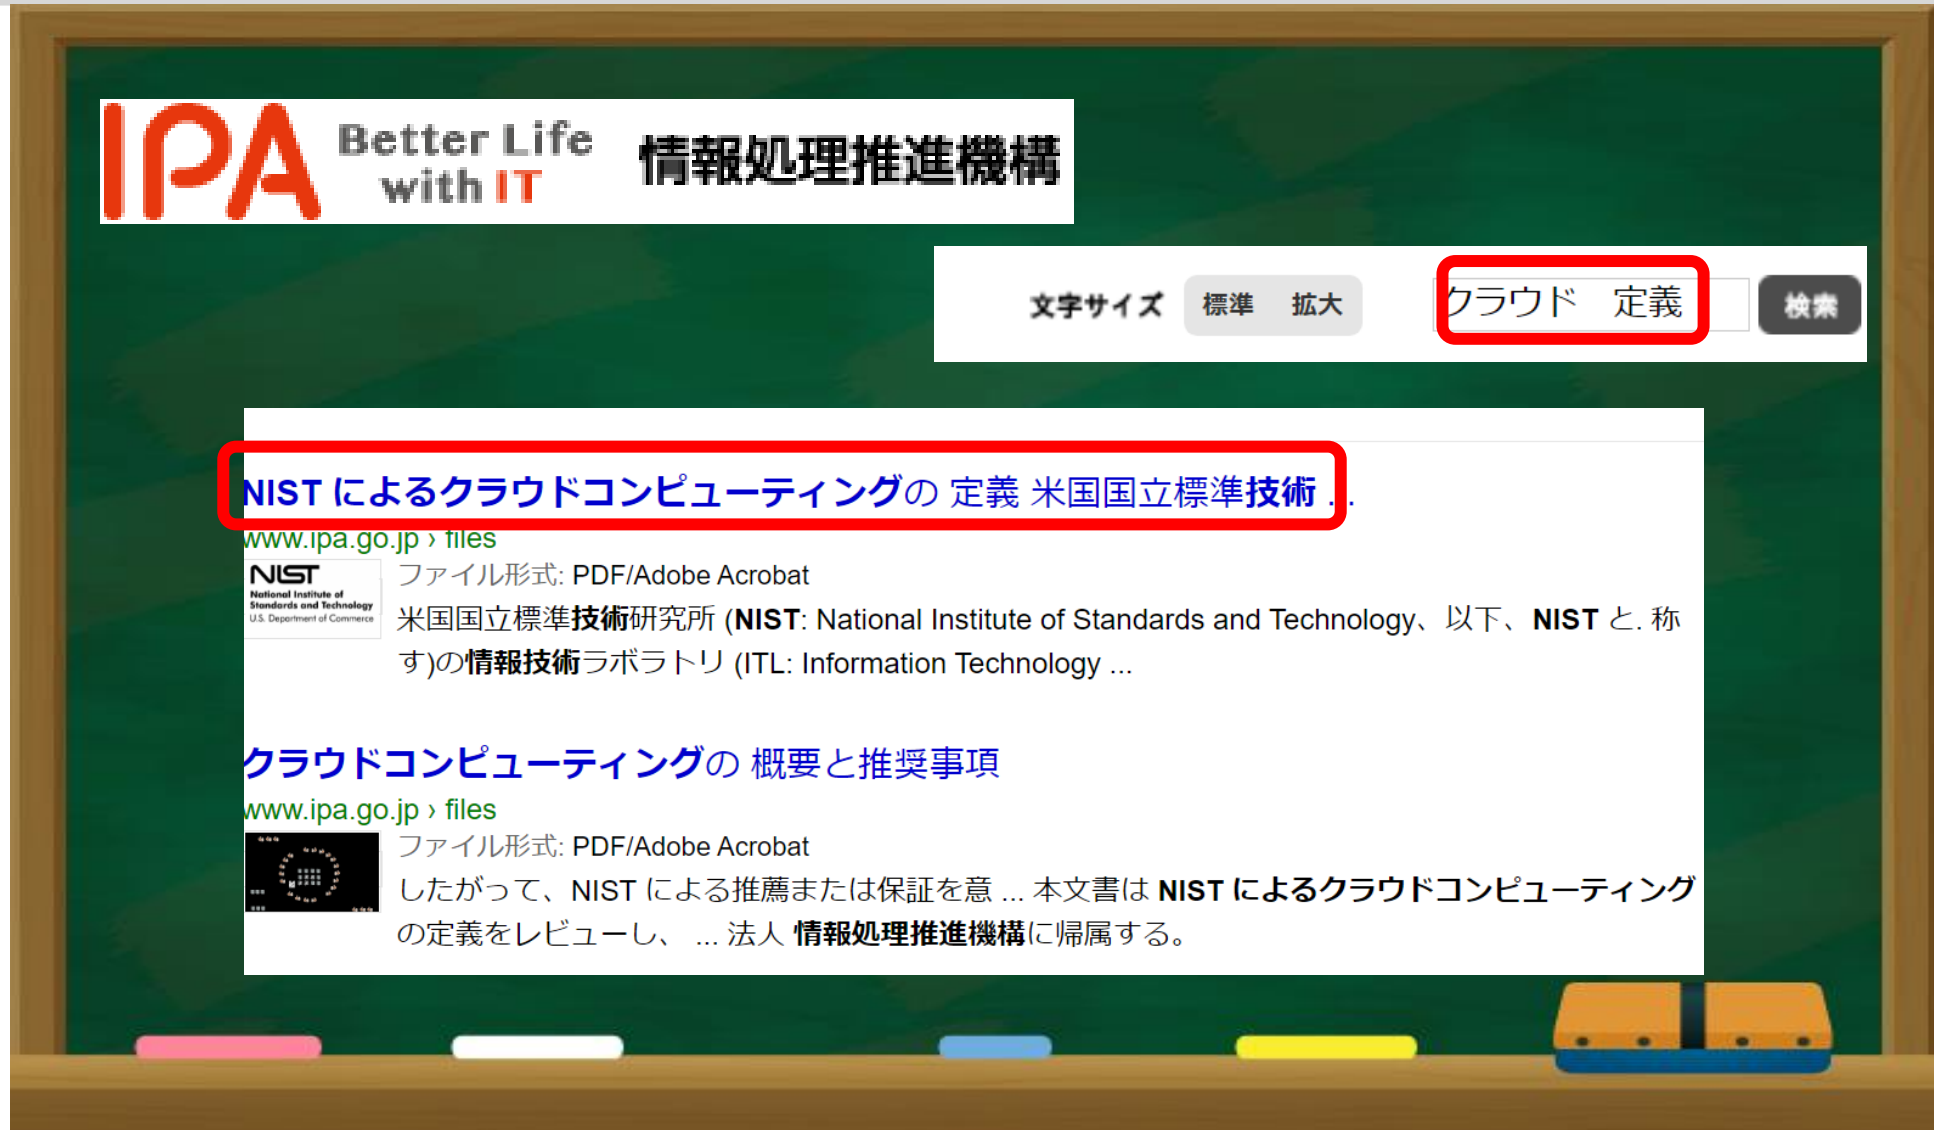 IPA Better Life with IT 情報処理推進機構
文字サイズ 標準 拡大 クラウド 定義 検索
NIST によるクラウドコンピューティングの 定義 米国国立標準技術 ...
www.ipa.go.jp › files
NIST
National Institute of
Standards and Technology
U.S. Department of Commerce
ファイル形式: PDF/Adobe Acrobat
米国国立標準技術研究所 (NIST: National Institute of Standards and Technology、以下、NIST と. 称
す)の情報技術ラボラトリ (ITL: Information Technology ...
クラウドコンピューティングの 概要と推奨事項
www.ipa.go.jp › files
ファイル形式: PDF/Adobe Acrobat
したがって、NIST による推薦または保証を意 ... 本文書は NIST によるクラウドコンピューティング
の定義をレビューし、 ... 法人 情報処理推進機構に帰属する。